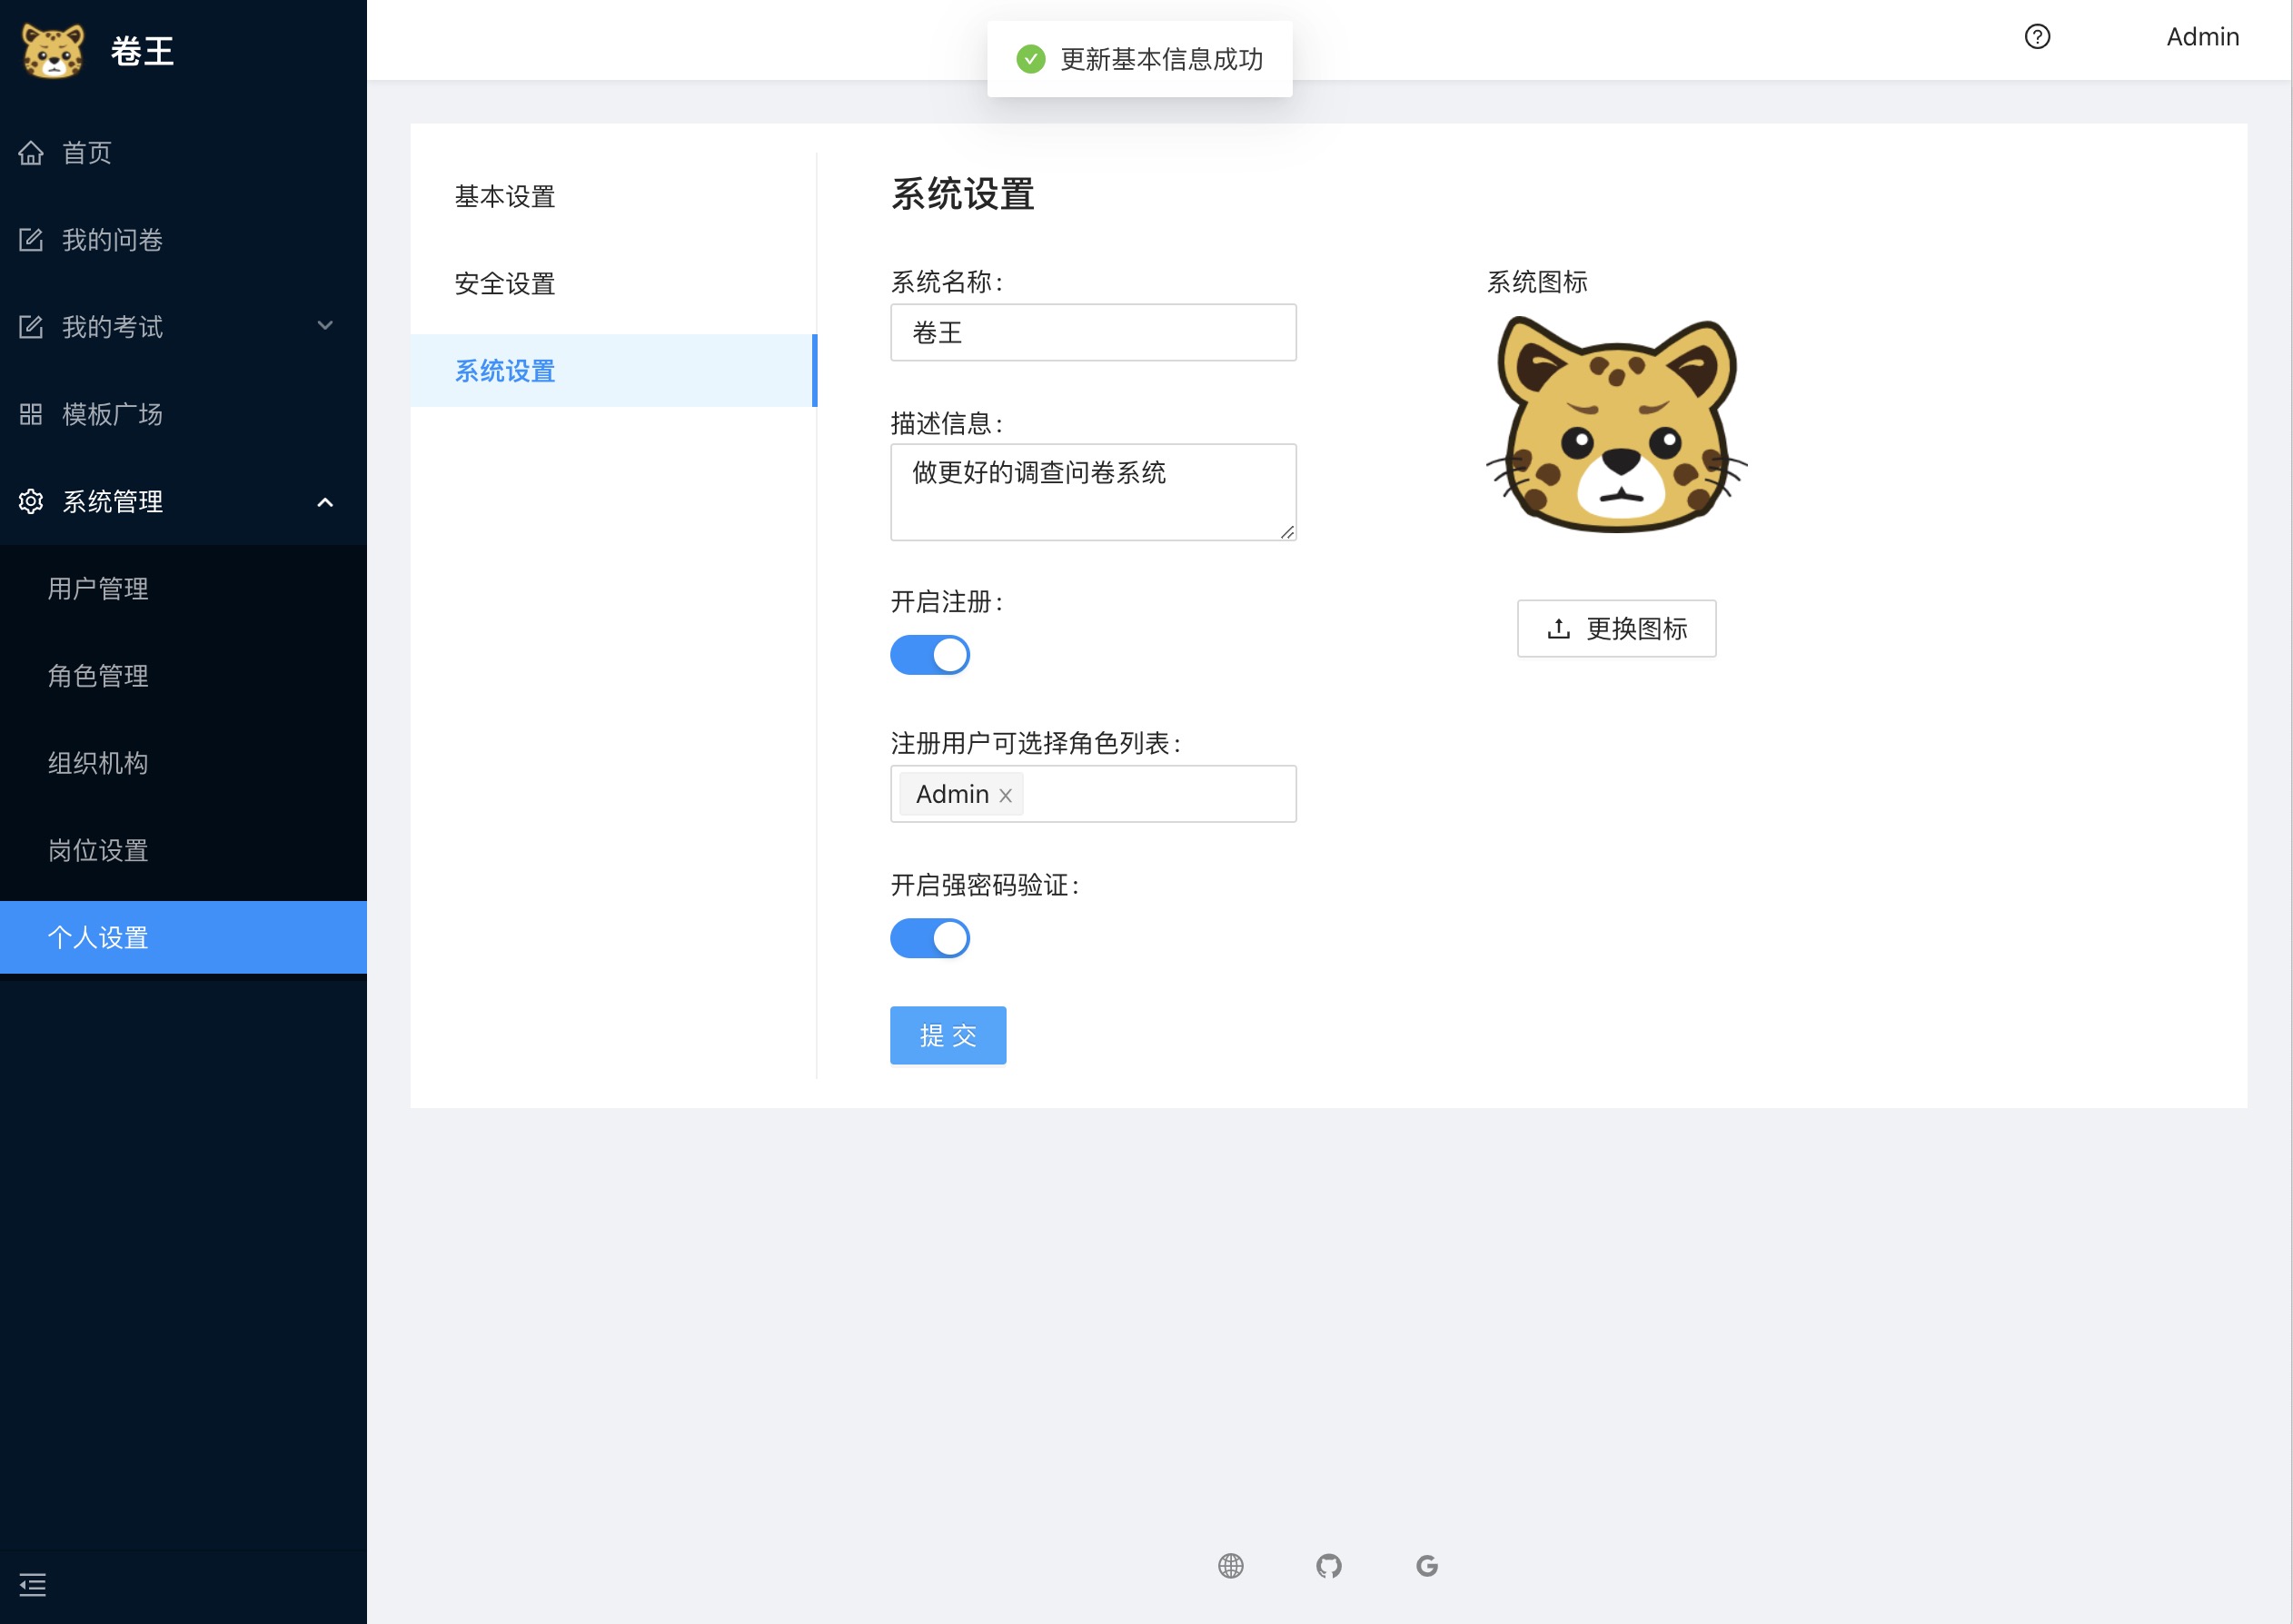 卷王
首页
我的问卷
我的考试
模板广场
系统管理
用户管理
角色管理
组织机构
岗位设置
个人设置
更新基本信息成功
Admin
基本设置
安全设置
系统设置
系统设置
系统名称:
卷王
描述信息:
做更好的调查问卷系统
开启注册:
注册用户可选择角色列表:
Admin
开启强密码验证:
提 交
系统图标
更换图标